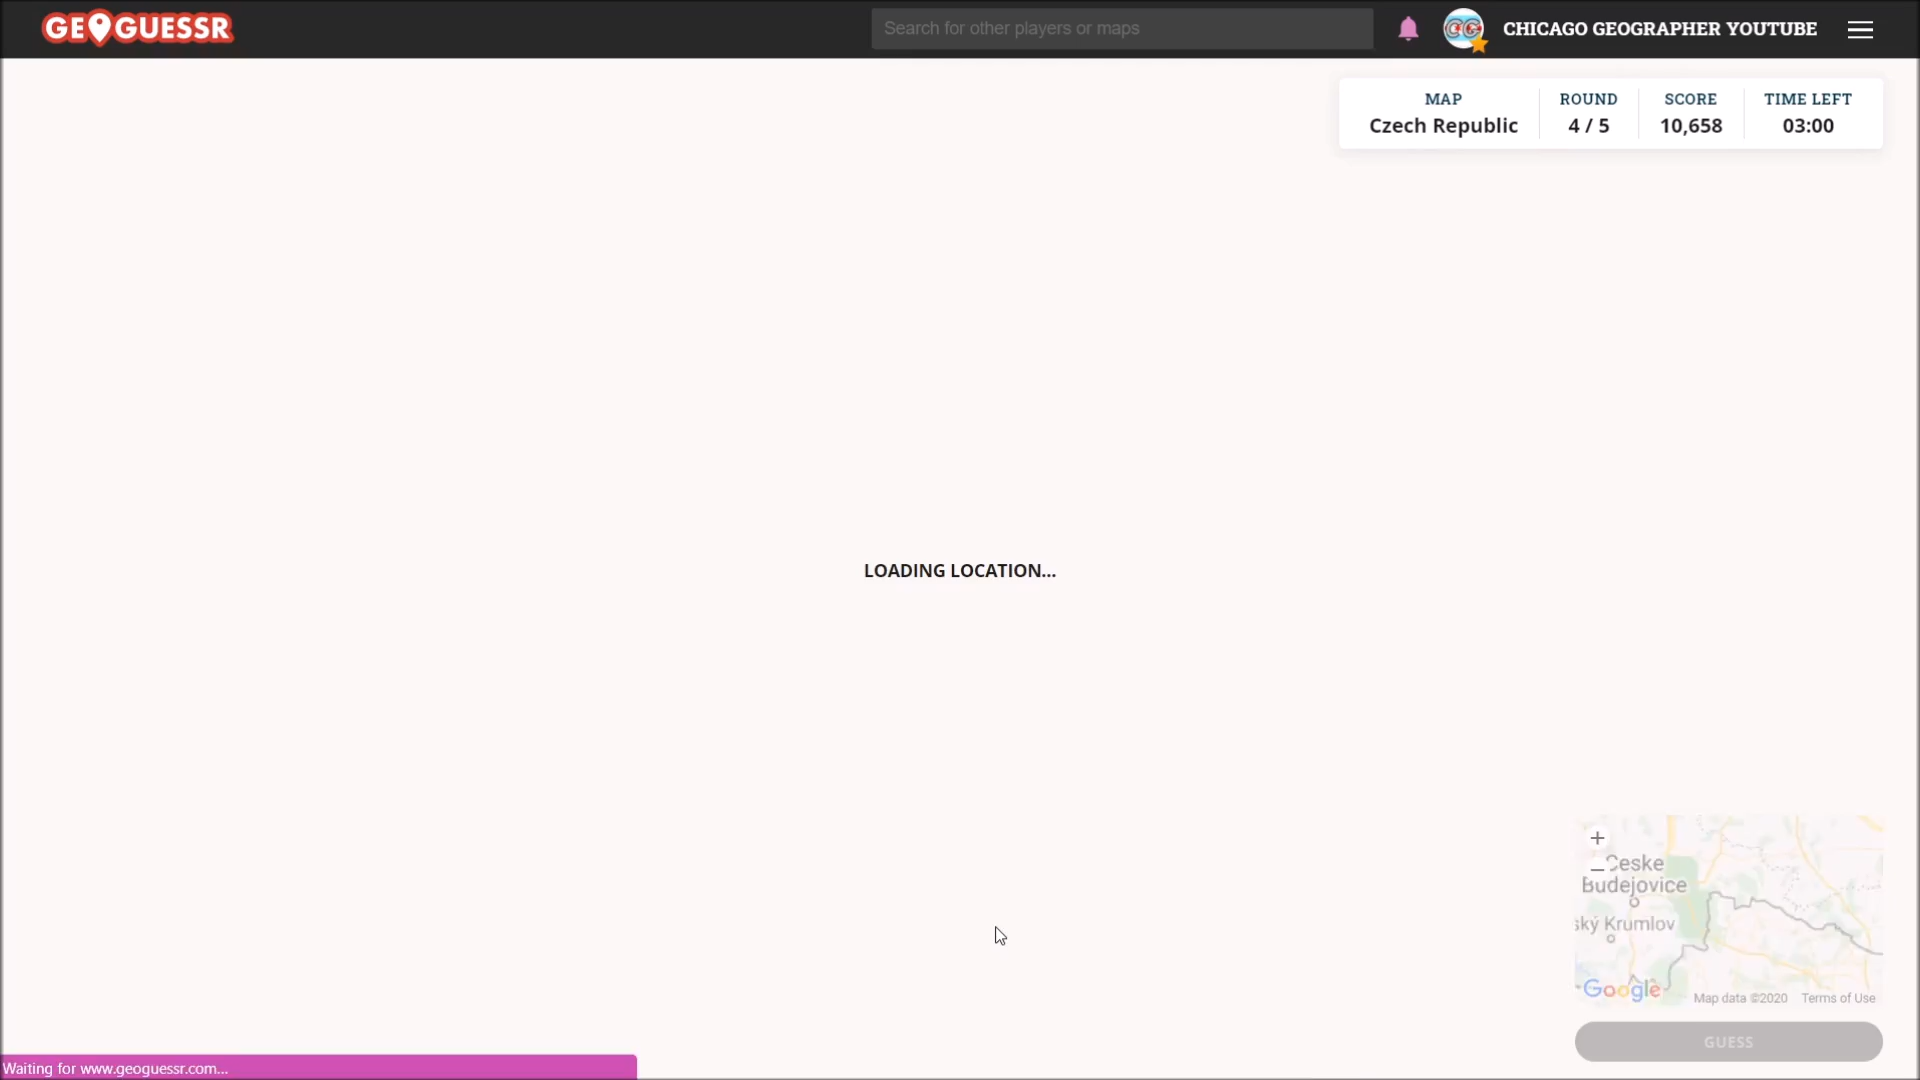 GEOGUESSR
Search for other players or maps
CHICAGO GEOGRAPHER YOUTUBE
MAP
Czech Republic
ROUND
4 / 5
SCORE
10,658
TIME LEFT
03:00
LOADING LOCATION...
+
−
Ceske
Budejovice
ský Krumlov
Google
Map data ©2020
Terms of Use
GUESS
Waiting for www.geoguessr.com...